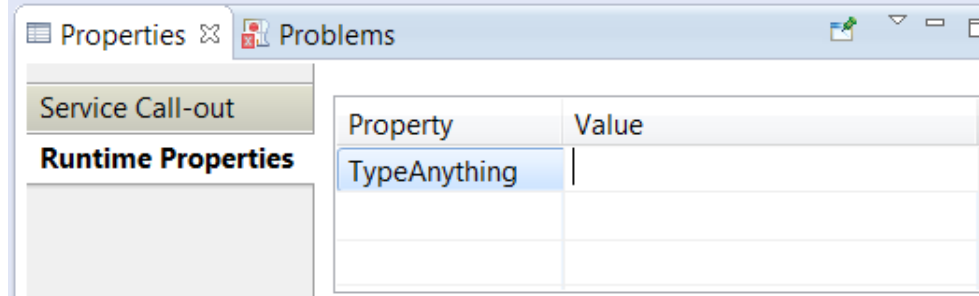 Properties Problems
Service Call-out
Runtime Properties
Property Value
TypeAnything